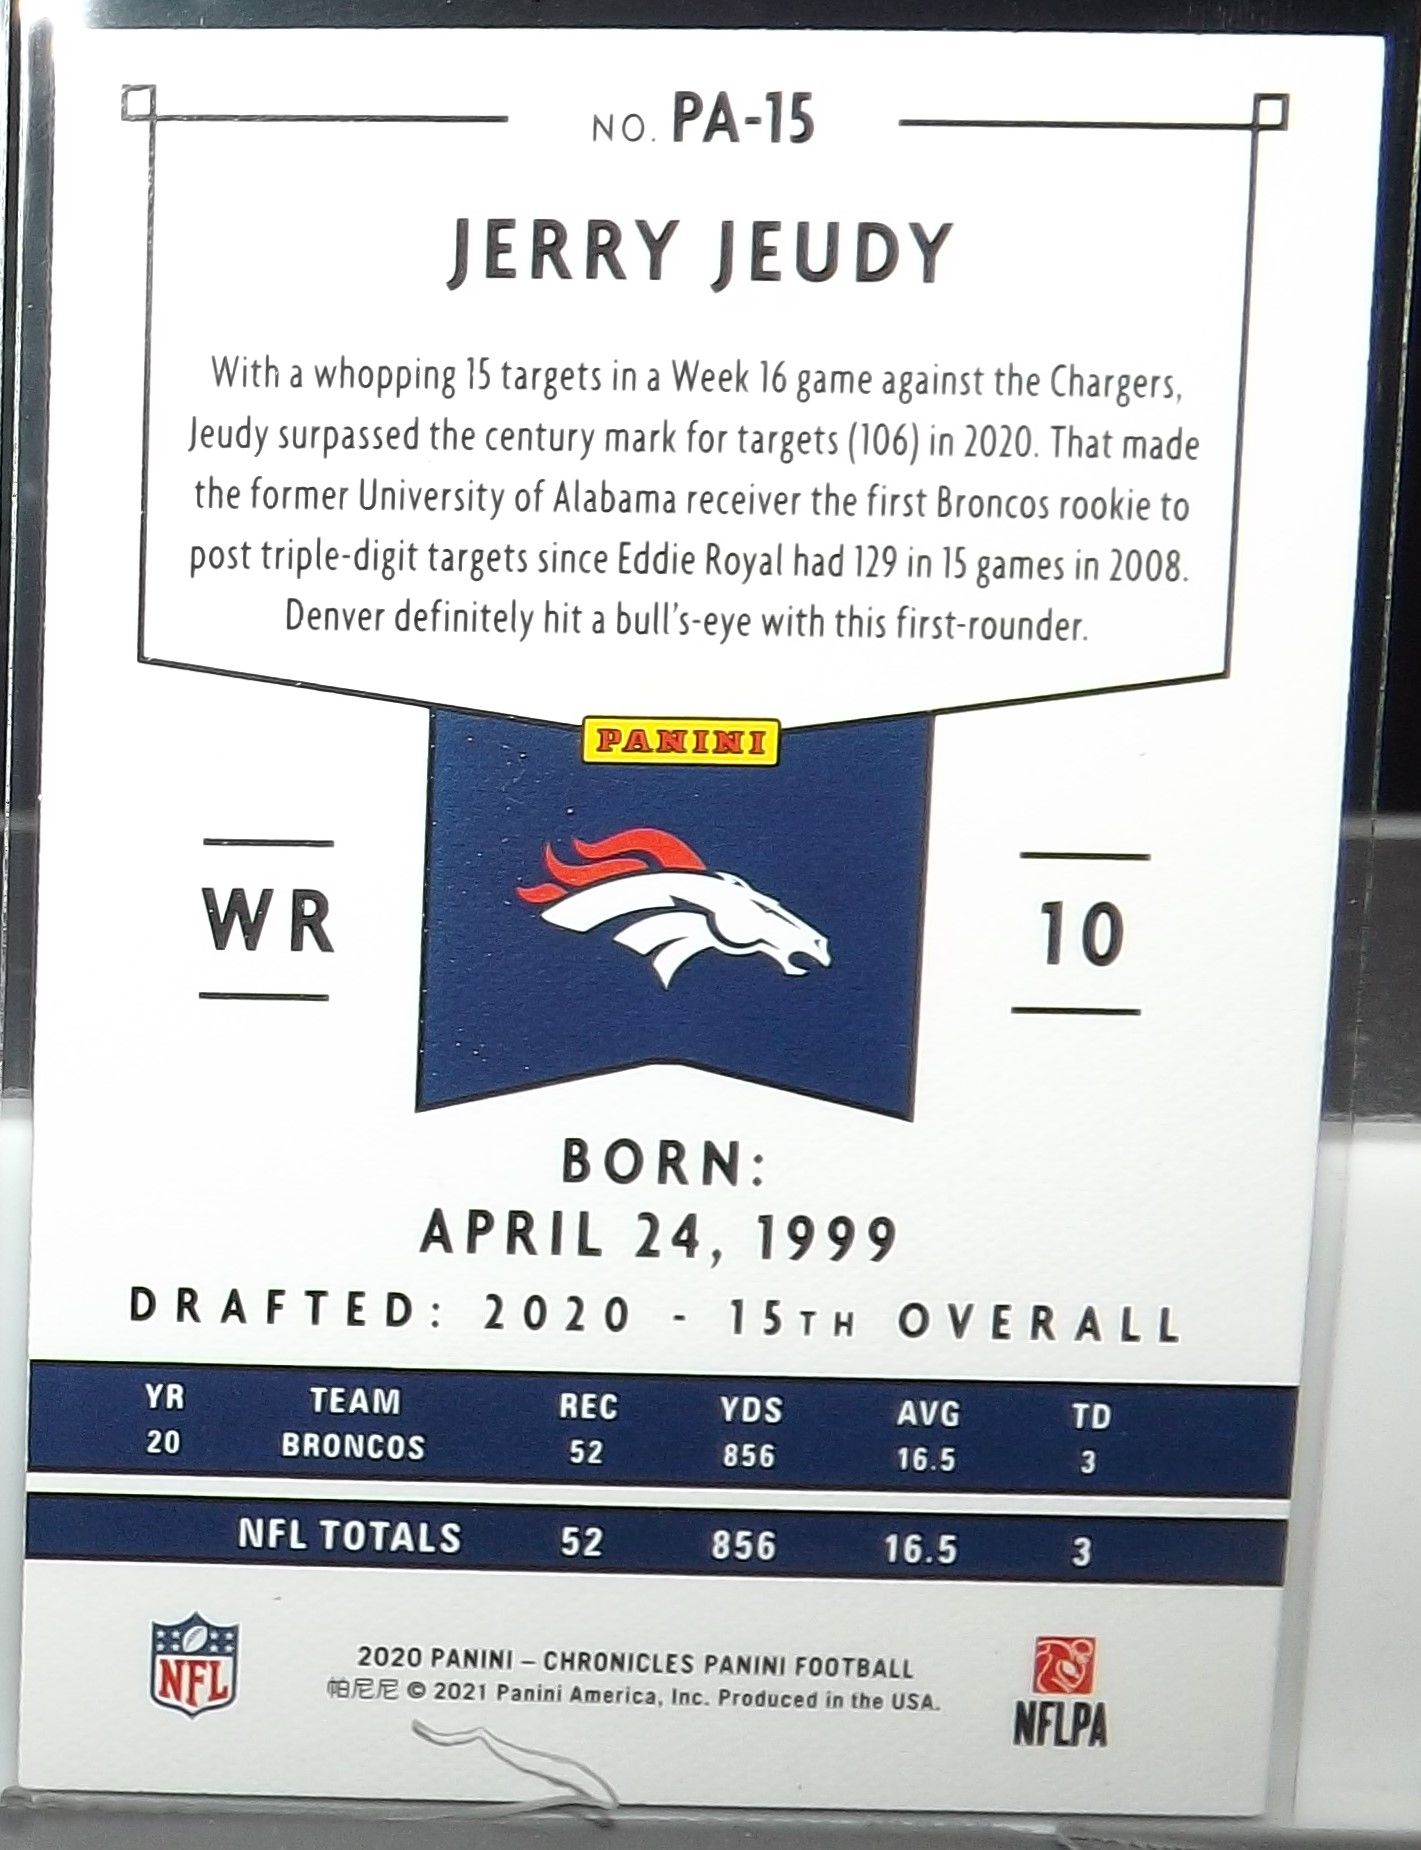 NO. PA-15
JERRY JEUDY
With a whopping 15 targets in a Week 16 game against the Chargers,
Jeudy surpassed the century mark for targets (106) in 2020. That made
the former University of Alabama receiver the first Broncos rookie to
post triple-digit targets since Eddie Royal had 129 in 15 games in 2008.
Denver definitely hit a bull's-eye with this first-rounder.
PANINI
WR
10
BORN:
APRIL 24, 1999
DRAFTED: 2020 - 15TH OVERALL
YR TEAM REC YDS AVG TD
20 BRONCOS 52 856 16.5 3
NFL TOTALS 52 856 16.5 3
NFL
2020 PANINI – CHRONICLES PANINI FOOTBALL
帕尼尼 © 2021 Panini America, Inc. Produced in the USA.
NFLPA